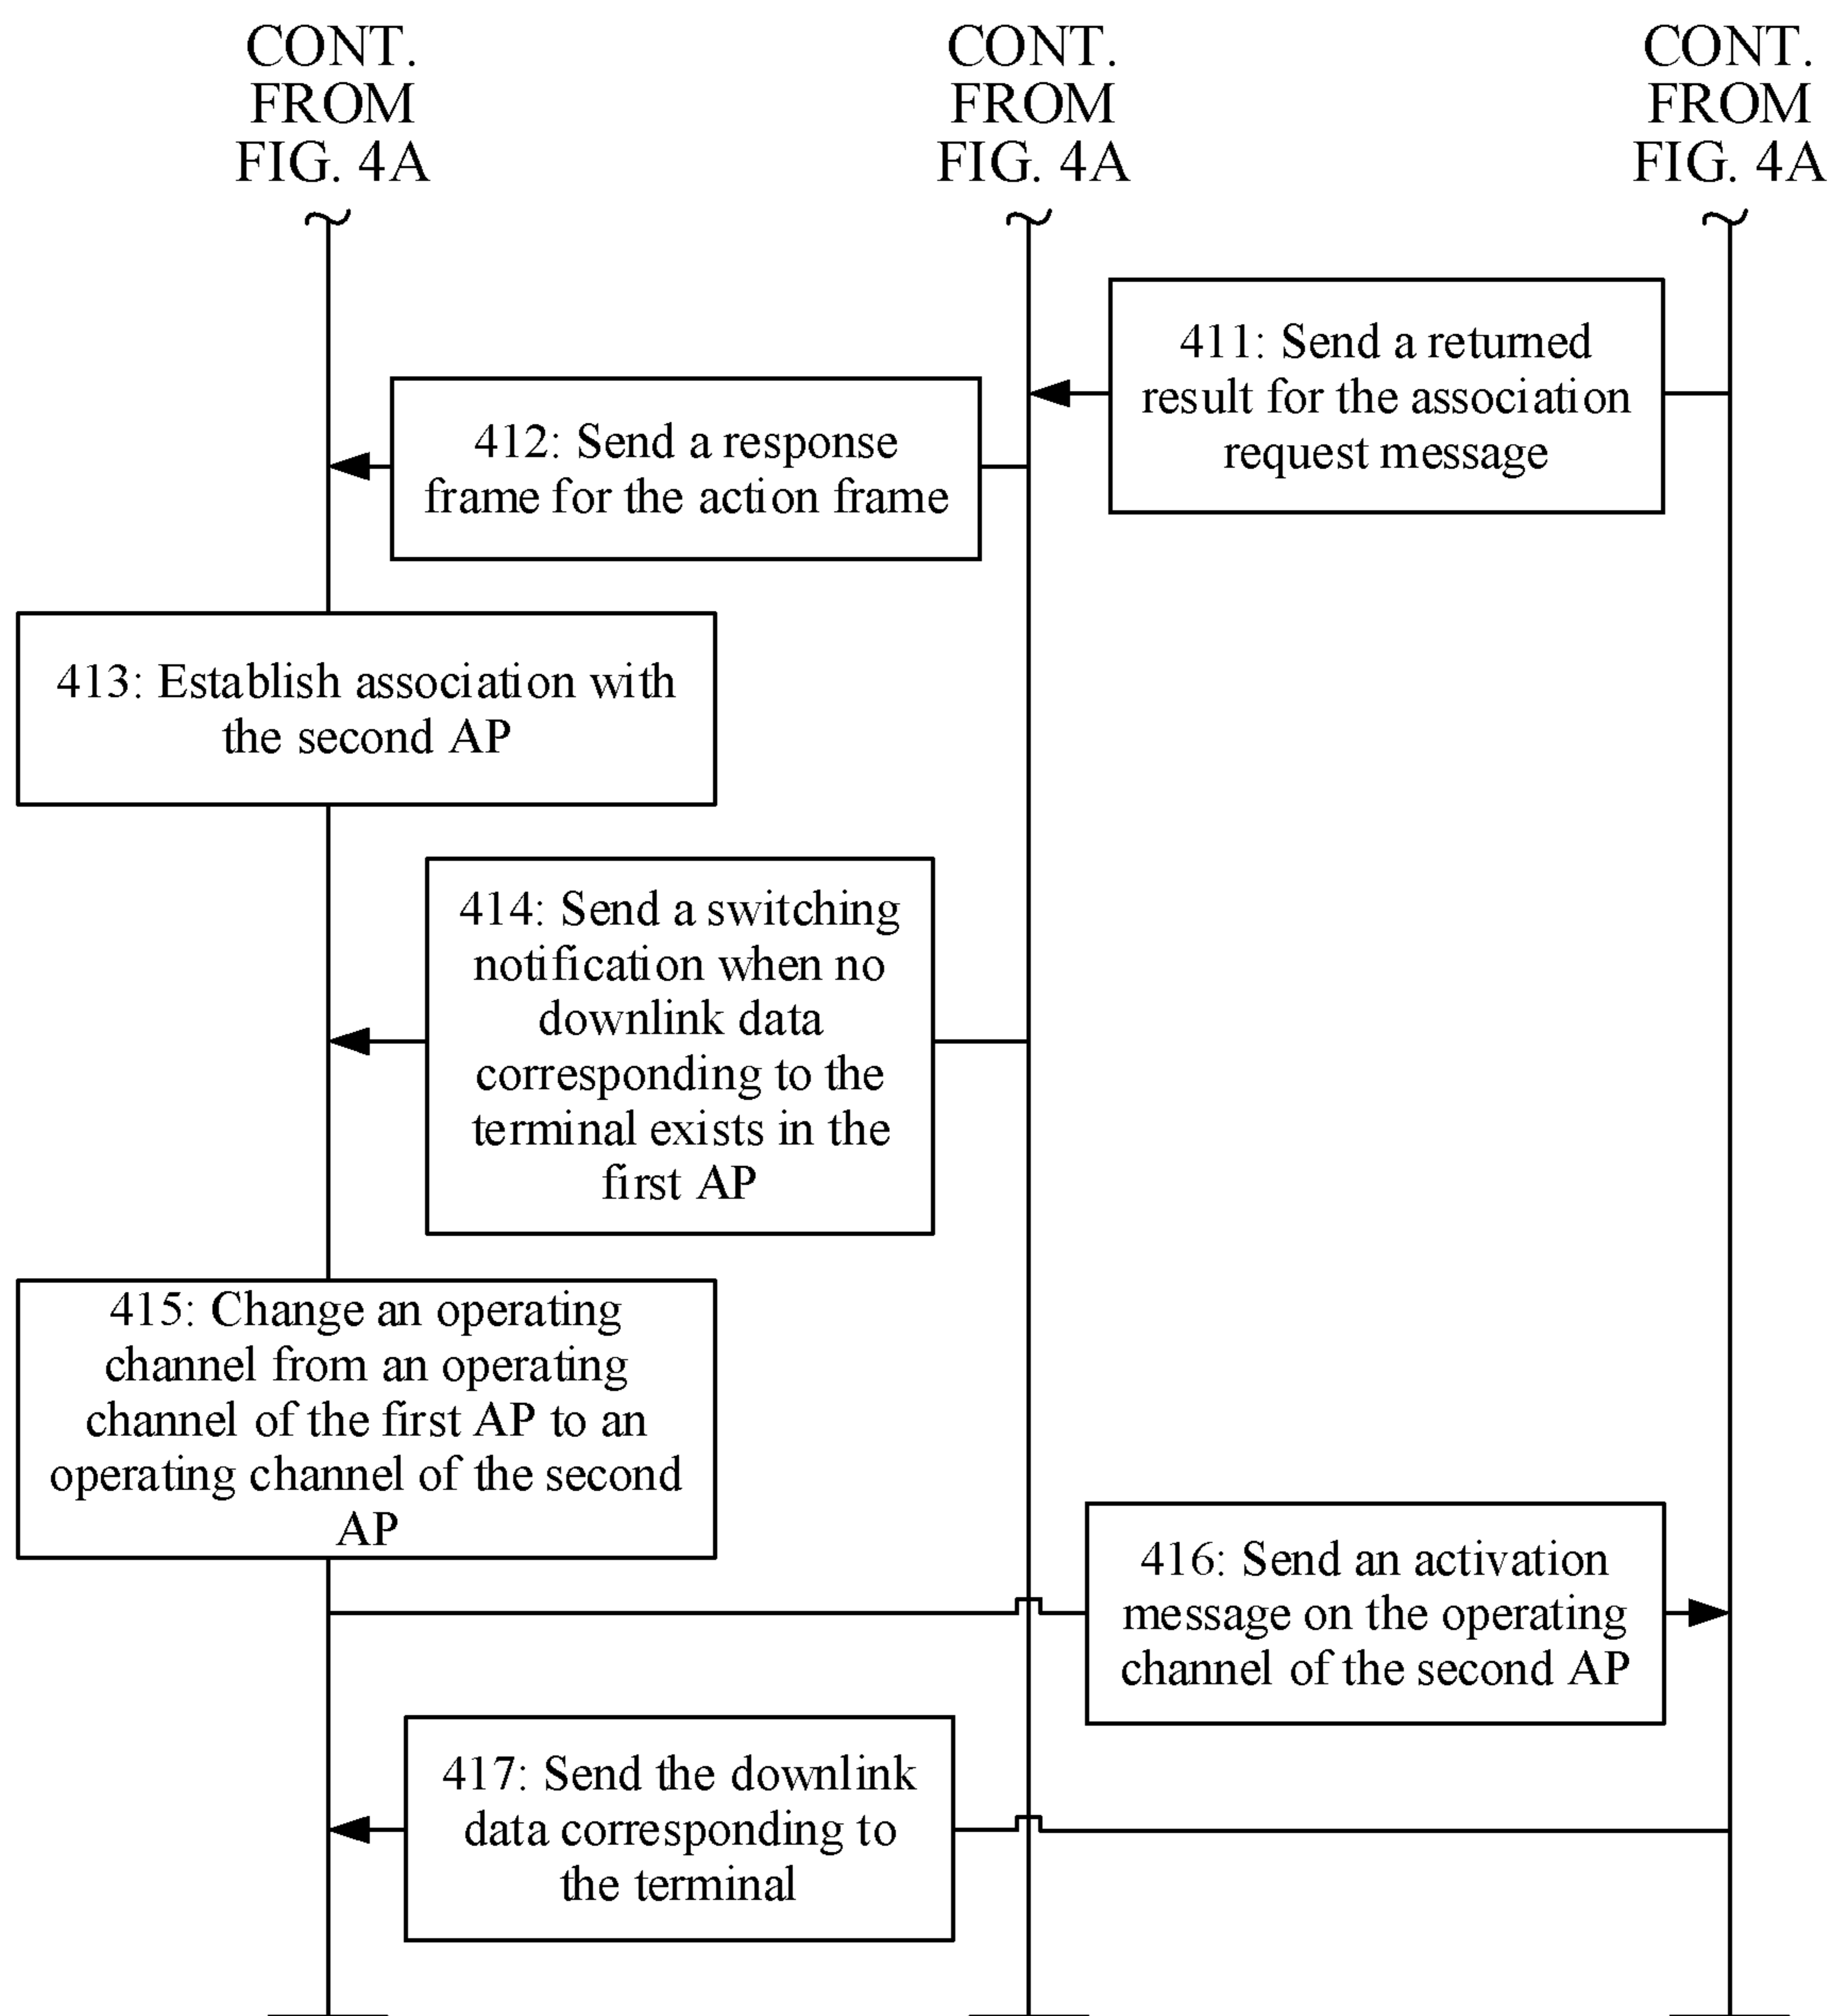 CONT.
FROM
FIG. 4A
CONT.
FROM
FIG. 4A
CONT.
FROM
FIG. 4A
411: Send a returned
result for the association
request message
412: Send a response
frame for the action frame
413: Establish association with
the second AP
414: Send a switching
notification when no
downlink data
corresponding to the
terminal exists in the
first AP
415: Change an operating
channel from an operating
channel of the first AP to an
operating channel of the second
AP
416: Send an activation
message on the operating
channel of the second AP
417: Send the downlink
data corresponding to
the terminal